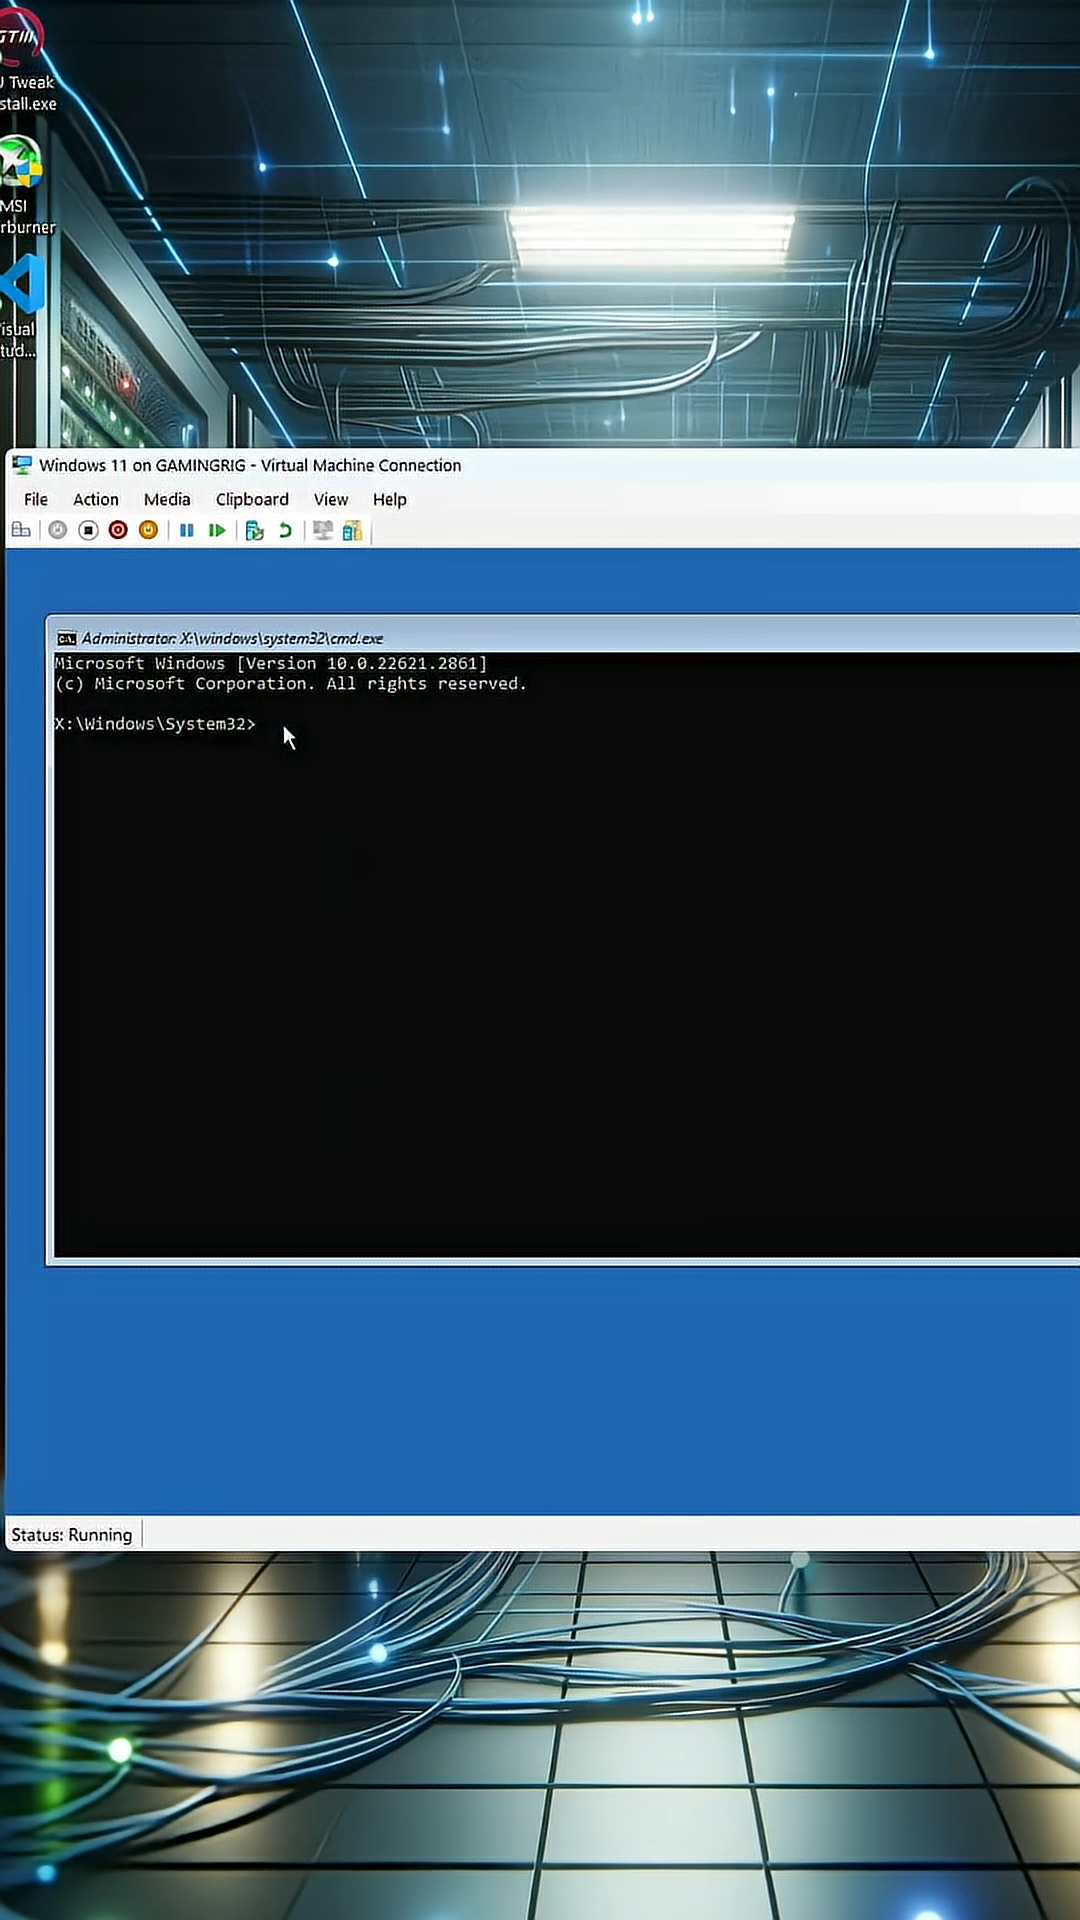 GTIII
U Tweak
stall.exe
MSI
rburner
isual
tud...
Windows 11 on GAMINGRIG - Virtual Machine Connection
File Action Media Clipboard View Help
Administrator: X:\windows\system32\cmd.exe
Microsoft Windows [Version 10.0.22621.2861]
(c) Microsoft Corporation. All rights reserved.
X:\Windows\System32>
Status: Running